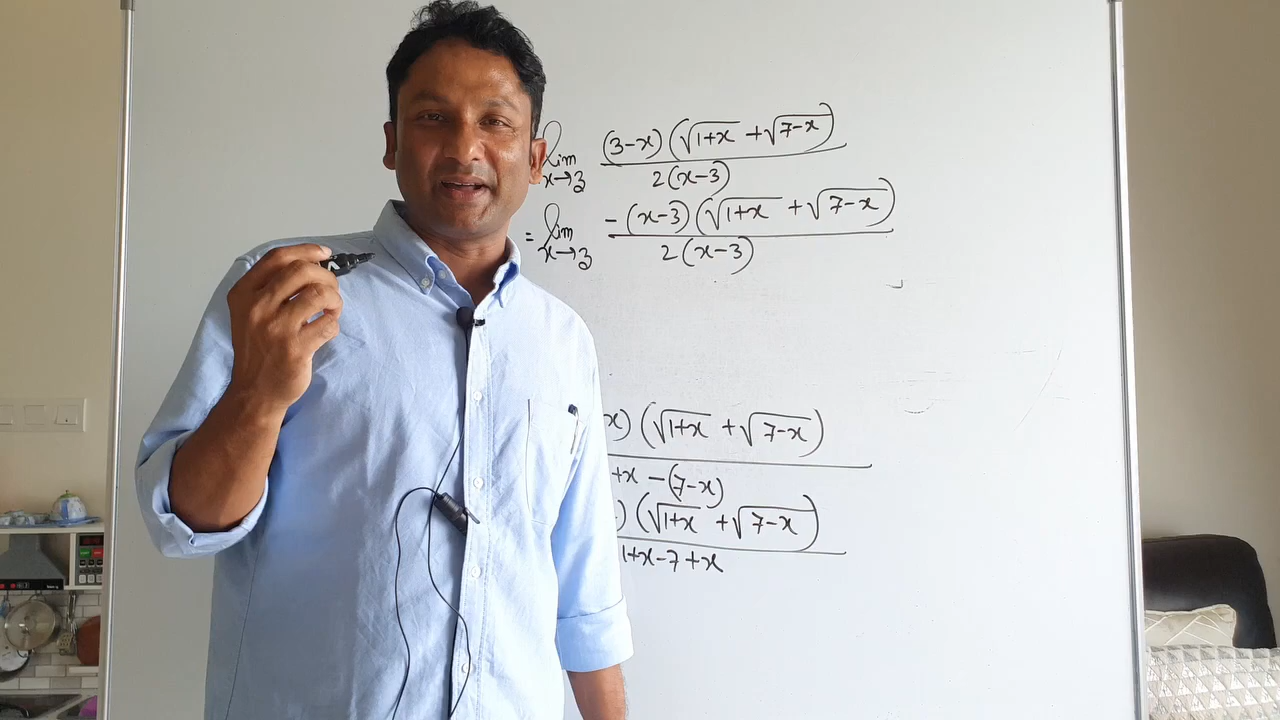 lim (3-x)(√1+x + √7-x)
x→3 2(x-3)
= lim -(x-3)(√1+x + √7-x)
x→3 2(x-3)
x)(√1+x + √7-x)
+x -(7-x)
)(√1+x + √7-x)
1+x-7+x